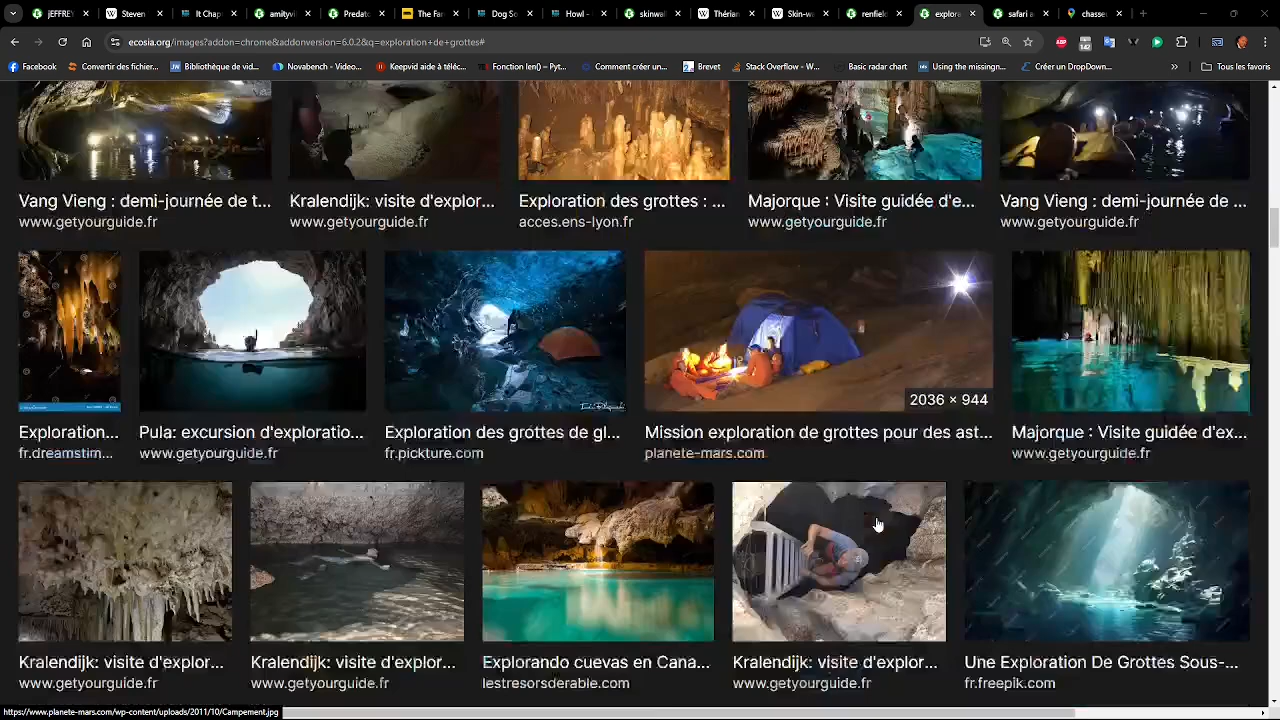 jEFFREY
Steven
It Chap
amityvi
Predato
The Far
Dog So
Howl -
skinwal
Thérian
Skin-w
renfield
explora
safari a
chasse
ecosia.org/images?addon=chrome&addonversion=6.0.2&q=exploration+de+grottes#
Facebook
Convertir des fichier...
Bibliothèque de vid...
Novabench - Video...
Keepvid aide à téléc...
Fonction len() – Pyt...
Comment créer un...
Brevet
Stack Overflow - W...
Basic radar chart
Using the missingn...
Créer un DropDown...
»
Tous les favoris
Vang Vieng : demi-journée de t...
Kralendijk: visite d'explor...
Exploration des grottes : ...
Majorque : Visite guidée d'e...
Vang Vieng : demi-journée de ...
www.getyourguide.fr
www.getyourguide.fr
acces.ens-lyon.fr
www.getyourguide.fr
www.getyourguide.fr
2036 × 944
Exploration...
Pula: excursion d'exploratio...
Exploration des grottes de gl...
Mission exploration de grottes pour des ast...
Majorque : Visite guidée d'ex...
fr.dreamstim...
www.getyourguide.fr
fr.pickture.com
planete-mars.com
www.getyourguide.fr
Kralendijk: visite d'explor...
Kralendijk: visite d'explor...
Explorando cuevas en Cana...
Kralendijk: visite d'explor...
Une Exploration De Grottes Sous-...
www.getyourguide.fr
www.getyourguide.fr
lestresorsderable.com
www.getyourguide.fr
fr.freepik.com
https://www.planete-mars.com/wp-content/uploads/2011/10/Campement.jpg